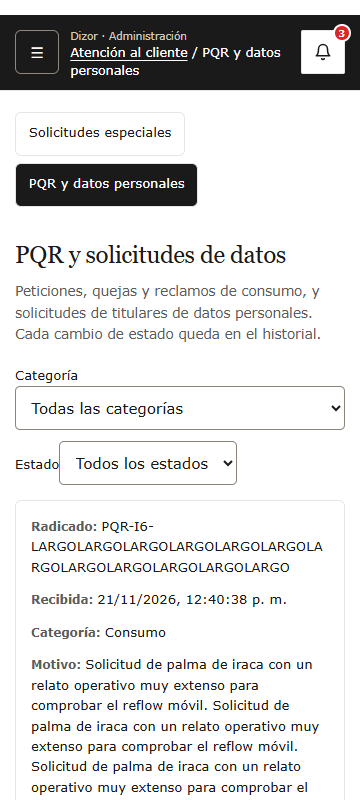 ☰
Dizor · Administración
Atención al cliente / PQR y datos
personales
3
Solicitudes especiales
PQR y datos personales
PQR y solicitudes de datos
Peticiones, quejas y reclamos de consumo, y
solicitudes de titulares de datos personales.
Cada cambio de estado queda en el historial.
Categoría
Todas las categorías
Estado Todos los estados
Radicado: PQR-I6-
LARGOLARGOLARGOLARGOLARGOLARGOLA
RGOLARGOLARGOLARGOLARGOLARGO
Recibida: 21/11/2026, 12:40:38 p. m.
Categoría: Consumo
Motivo: Solicitud de palma de iraca con un
relato operativo muy extenso para
comprobar el reflow móvil. Solicitud de
palma de iraca con un relato operativo muy
extenso para comprobar el reflow móvil.
Solicitud de palma de iraca con un relato
operativo muy extenso para comprobar el